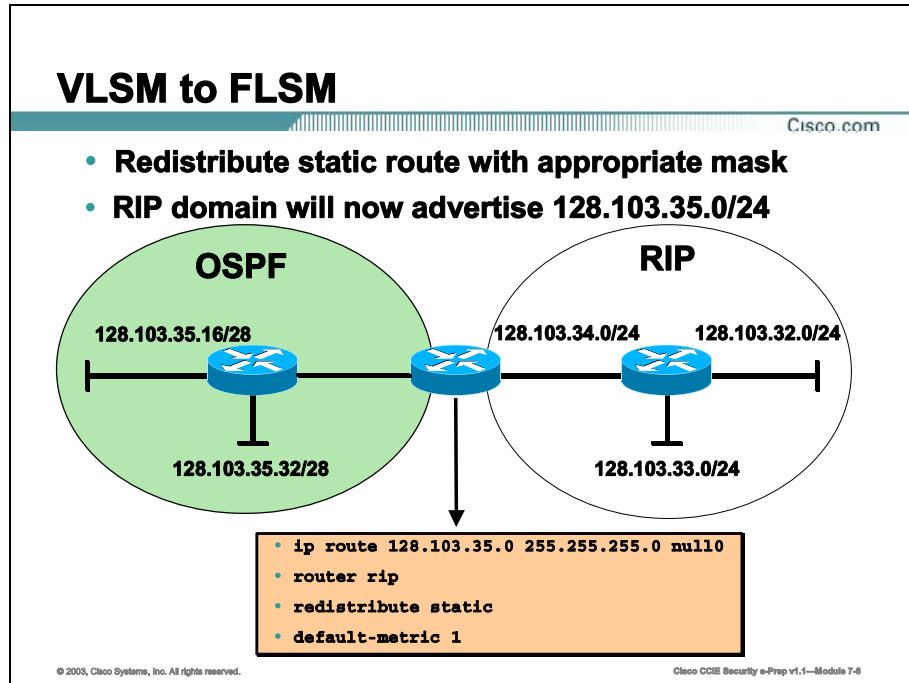 VLSM to FLSM
Cisco.com
• Redistribute static route with appropriate mask
• RIP domain will now advertise 128.103.35.0/24
OSPF
RIP
128.103.35.16/28
128.103.34.0/24
128.103.32.0/24
128.103.35.32/28
128.103.33.0/24
• ip route 128.103.35.0 255.255.255.0 null0
• router rip
• redistribute static
• default-metric 1
© 2003, Cisco Systems, Inc. All rights reserved.
Cisco CCIE Security e-Prep v1.1—Module 7-6